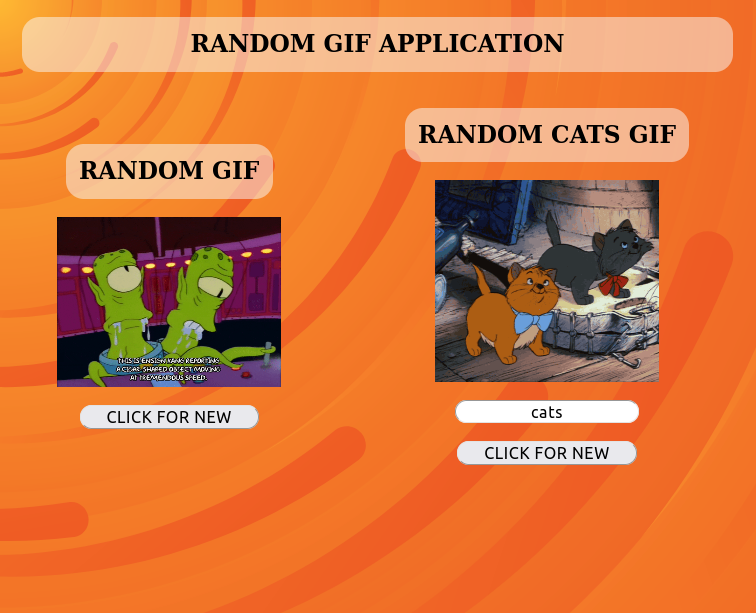 RANDOM GIF APPLICATION
RANDOM GIF
THIS IS ENSIGN KANG REPORTING
A CIGAR SHAPED OBJECT MOVING
AT TREMENDOUS SPEED.
CLICK FOR NEW
RANDOM CATS GIF
cats
CLICK FOR NEW